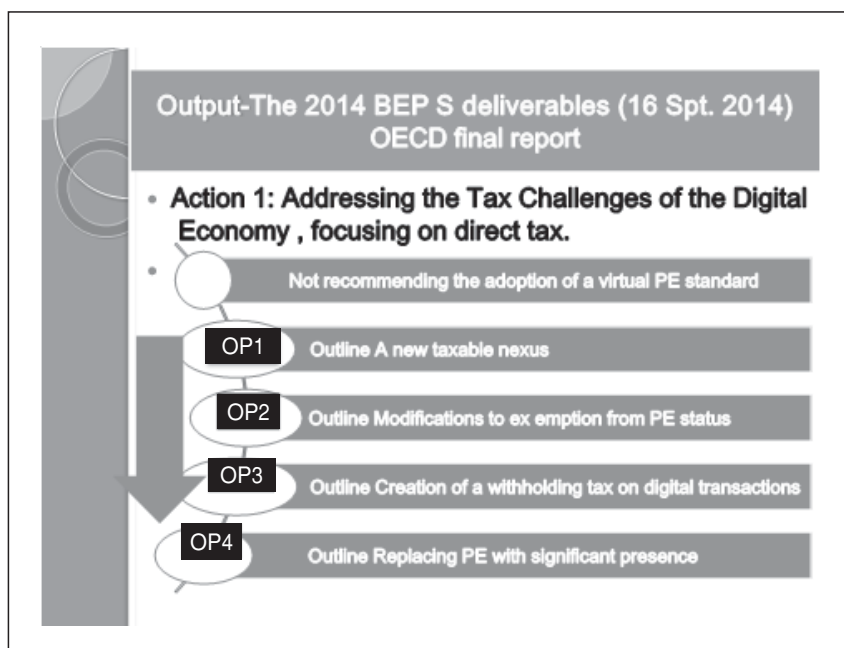 Output-The 2014 BEP S deliverables (16 Spt. 2014)
OECD final report
• Action 1: Addressing the Tax Challenges of the Digital
Economy , focusing on direct tax.
•
Not recommending the adoption of a virtual PE standard
OP1 Outline A new taxable nexus
OP2 Outline Modifications to ex emption from PE status
OP3 Outline Creation of a withholding tax on digital transactions
OP4 Outline Replacing PE with significant presence